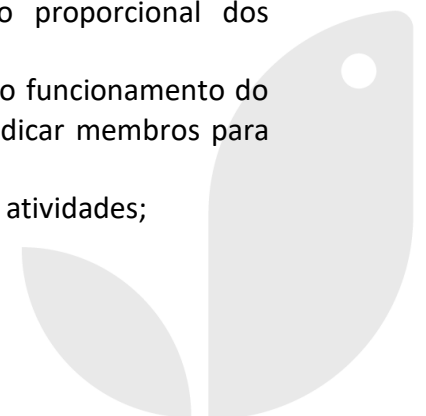 o proporcional dos
o funcionamento do
dicar membros para
atividades;